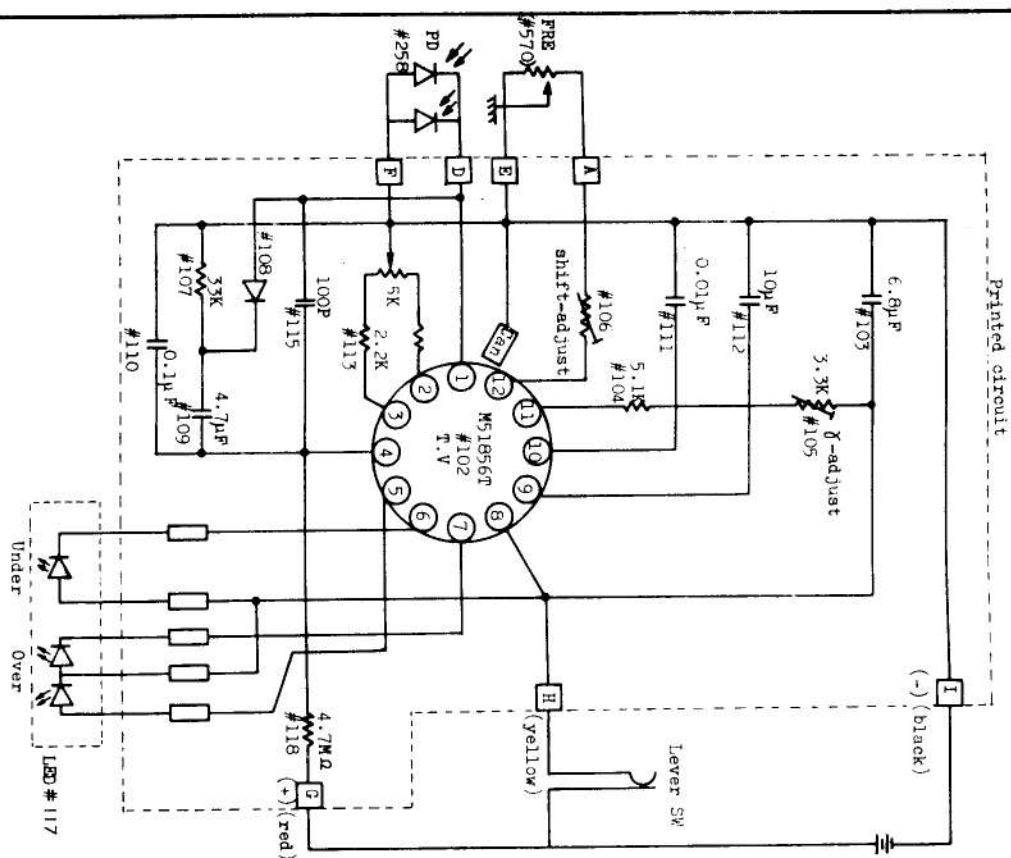 PD
#258
FRE
(#570)
F
D
E
A
Printed circuit
#108
33K
#107
100P
#115
5K
2.2K
#113
#106
shift-adjust
0.01μF
#111
10μF
#112
6.8μF
#103
Can
5.1K
#104
3.3K
#105
γ-adjust
0.1μF
#110
4.7μF
#109
M51856T
#102
T.V
1
2
3
4
5
6
7
8
9
10
11
12
Under
Over
LED #117
4.7MΩ
#118
G
(+)(red)
H
(yellow)
Lever SW
I
(-)(black)